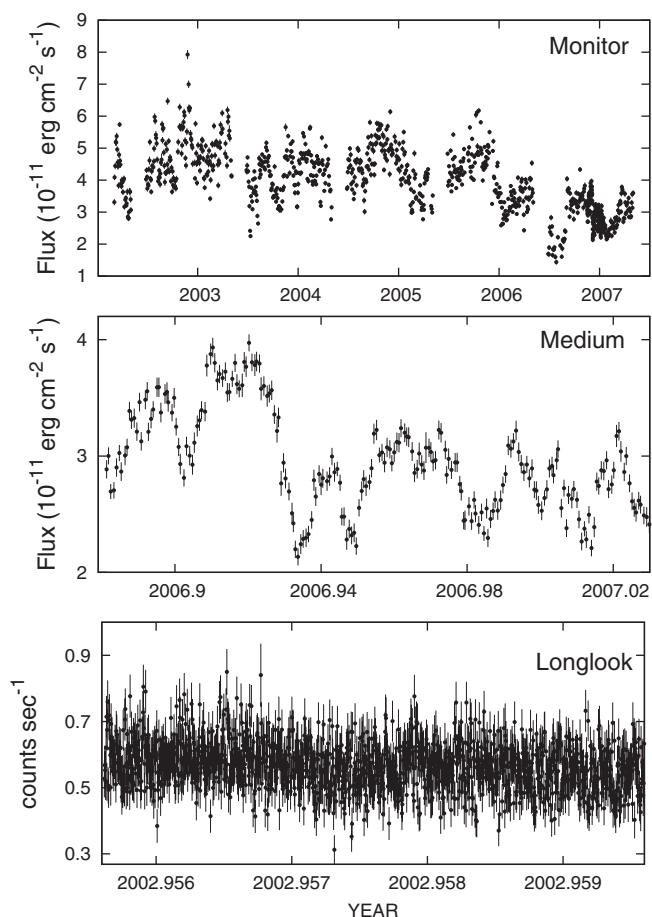 Monitor
Flux (10⁻¹¹ erg cm⁻² s⁻¹)
9
8
7
6
5
4
3
2
1
2003 2004 2005 2006 2007
Medium
Flux (10⁻¹¹ erg cm⁻² s⁻¹)
4
3
2
2006.9 2006.94 2006.98 2007.02
Longlook
counts sec⁻¹
0.9
0.7
0.5
0.3
2002.956 2002.957 2002.958 2002.959
YEAR